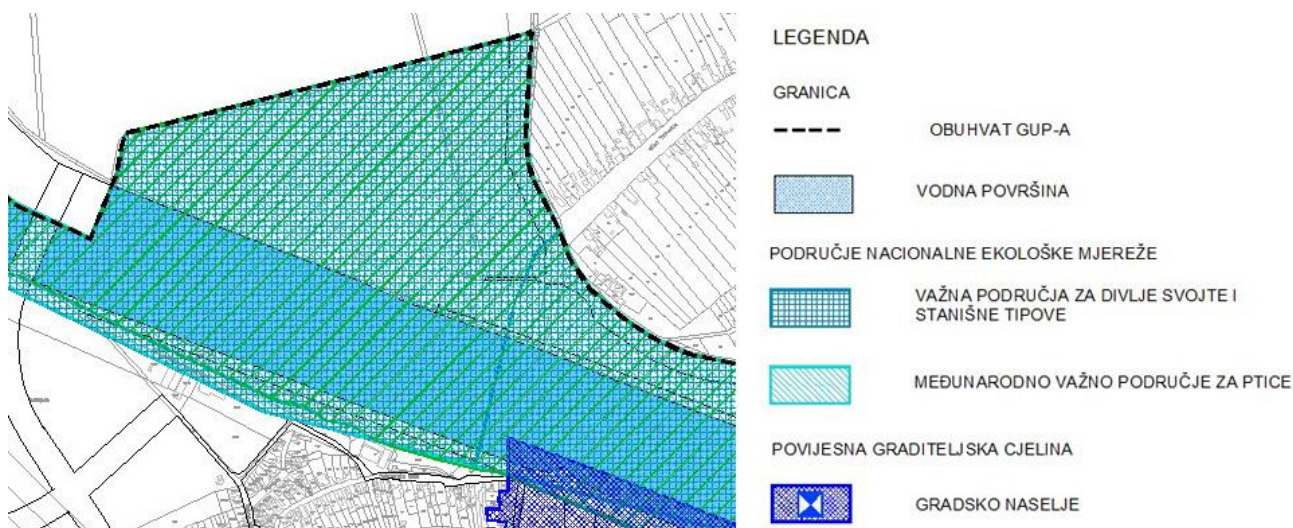 LEGENDA
GRANICA
OBUHVAT GUP-A
VODNA POVRŠINA
PODRUČJE NACIONALNE EKOLOŠKE MJEREŽE
VAŽNA PODRUČJA ZA DIVLJE SVOJTE I
STANIŠNE TIPOVE
MEĐUNARODNO VAŽNO PODRUČJE ZA PTICE
POVIJESNA GRADITELJSKA CJELINA
GRADSKO NASELJE